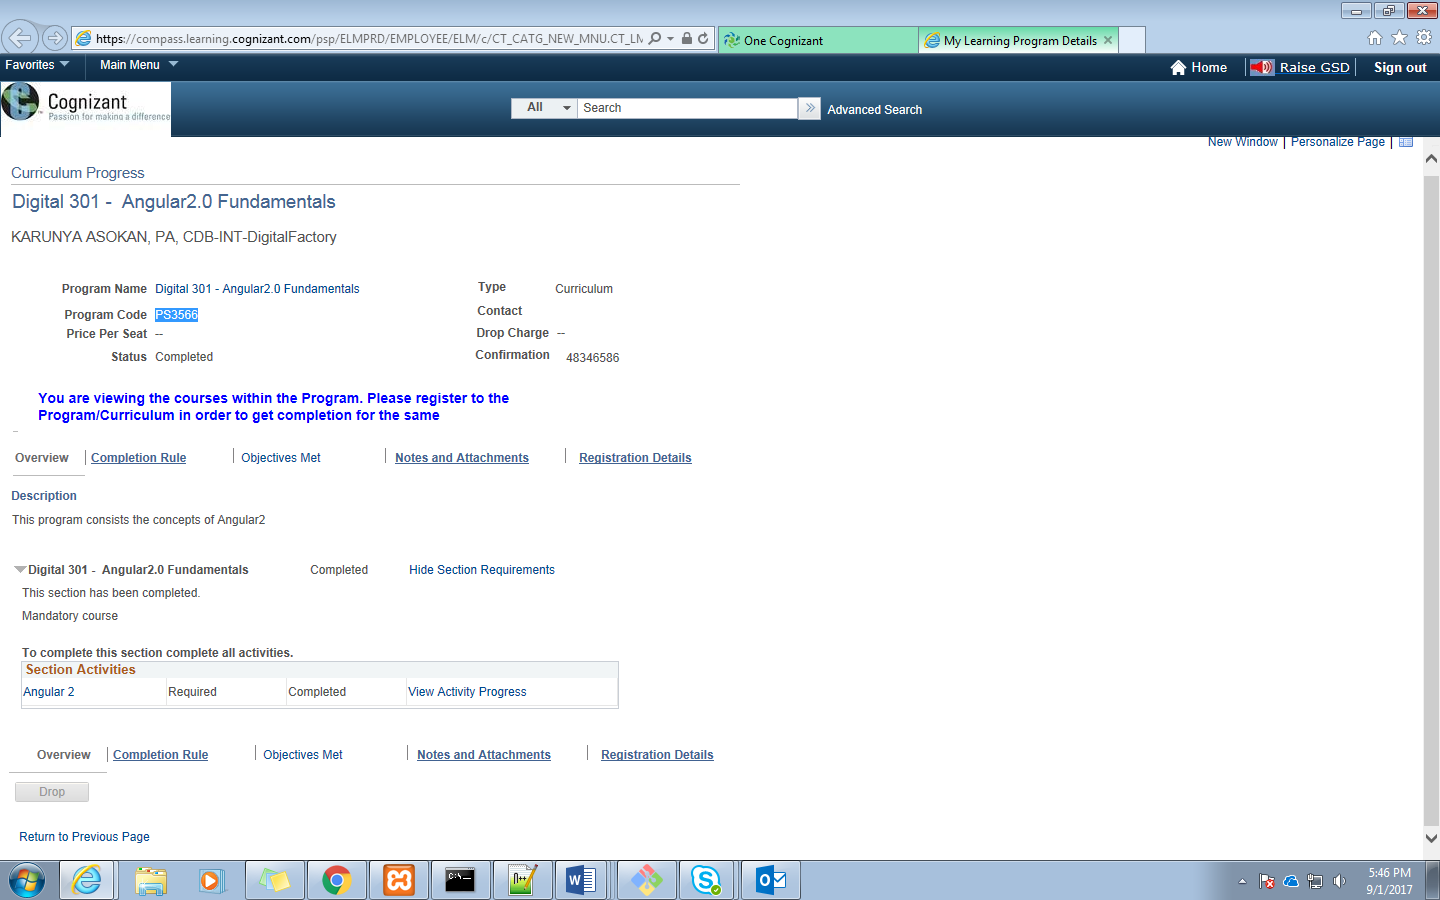 https://compass.learning.cognizant.com/psp/ELMPRD/EMPLOYEE/ELM/c/CT_CATG_NEW_MNU.CT_LM
One Cognizant
My Learning Program Details
Favorites
Main Menu
Home
Raise GSD
Sign out
Cognizant
Passion for making a difference
All
Search
Advanced Search
New Window | Personalize Page |
Curriculum Progress
Digital 301 - Angular2.0 Fundamentals
KARUNYA ASOKAN, PA, CDB-INT-DigitalFactory
Program Name Digital 301 - Angular2.0 Fundamentals
Type Curriculum
Program Code PS3566
Contact
Price Per Seat --
Drop Charge --
Status Completed
Confirmation 48346586
You are viewing the courses within the Program. Please register to the
Program/Curriculum in order to get completion for the same
Overview | Completion Rule | Objectives Met | Notes and Attachments | Registration Details
Description
This program consists the concepts of Angular2
Digital 301 - Angular2.0 Fundamentals Completed Hide Section Requirements
This section has been completed.
Mandatory course
To complete this section complete all activities.
Section Activities
Angular 2 Required Completed View Activity Progress
Overview | Completion Rule | Objectives Met | Notes and Attachments | Registration Details
Drop
Return to Previous Page
5:46 PM
9/1/2017